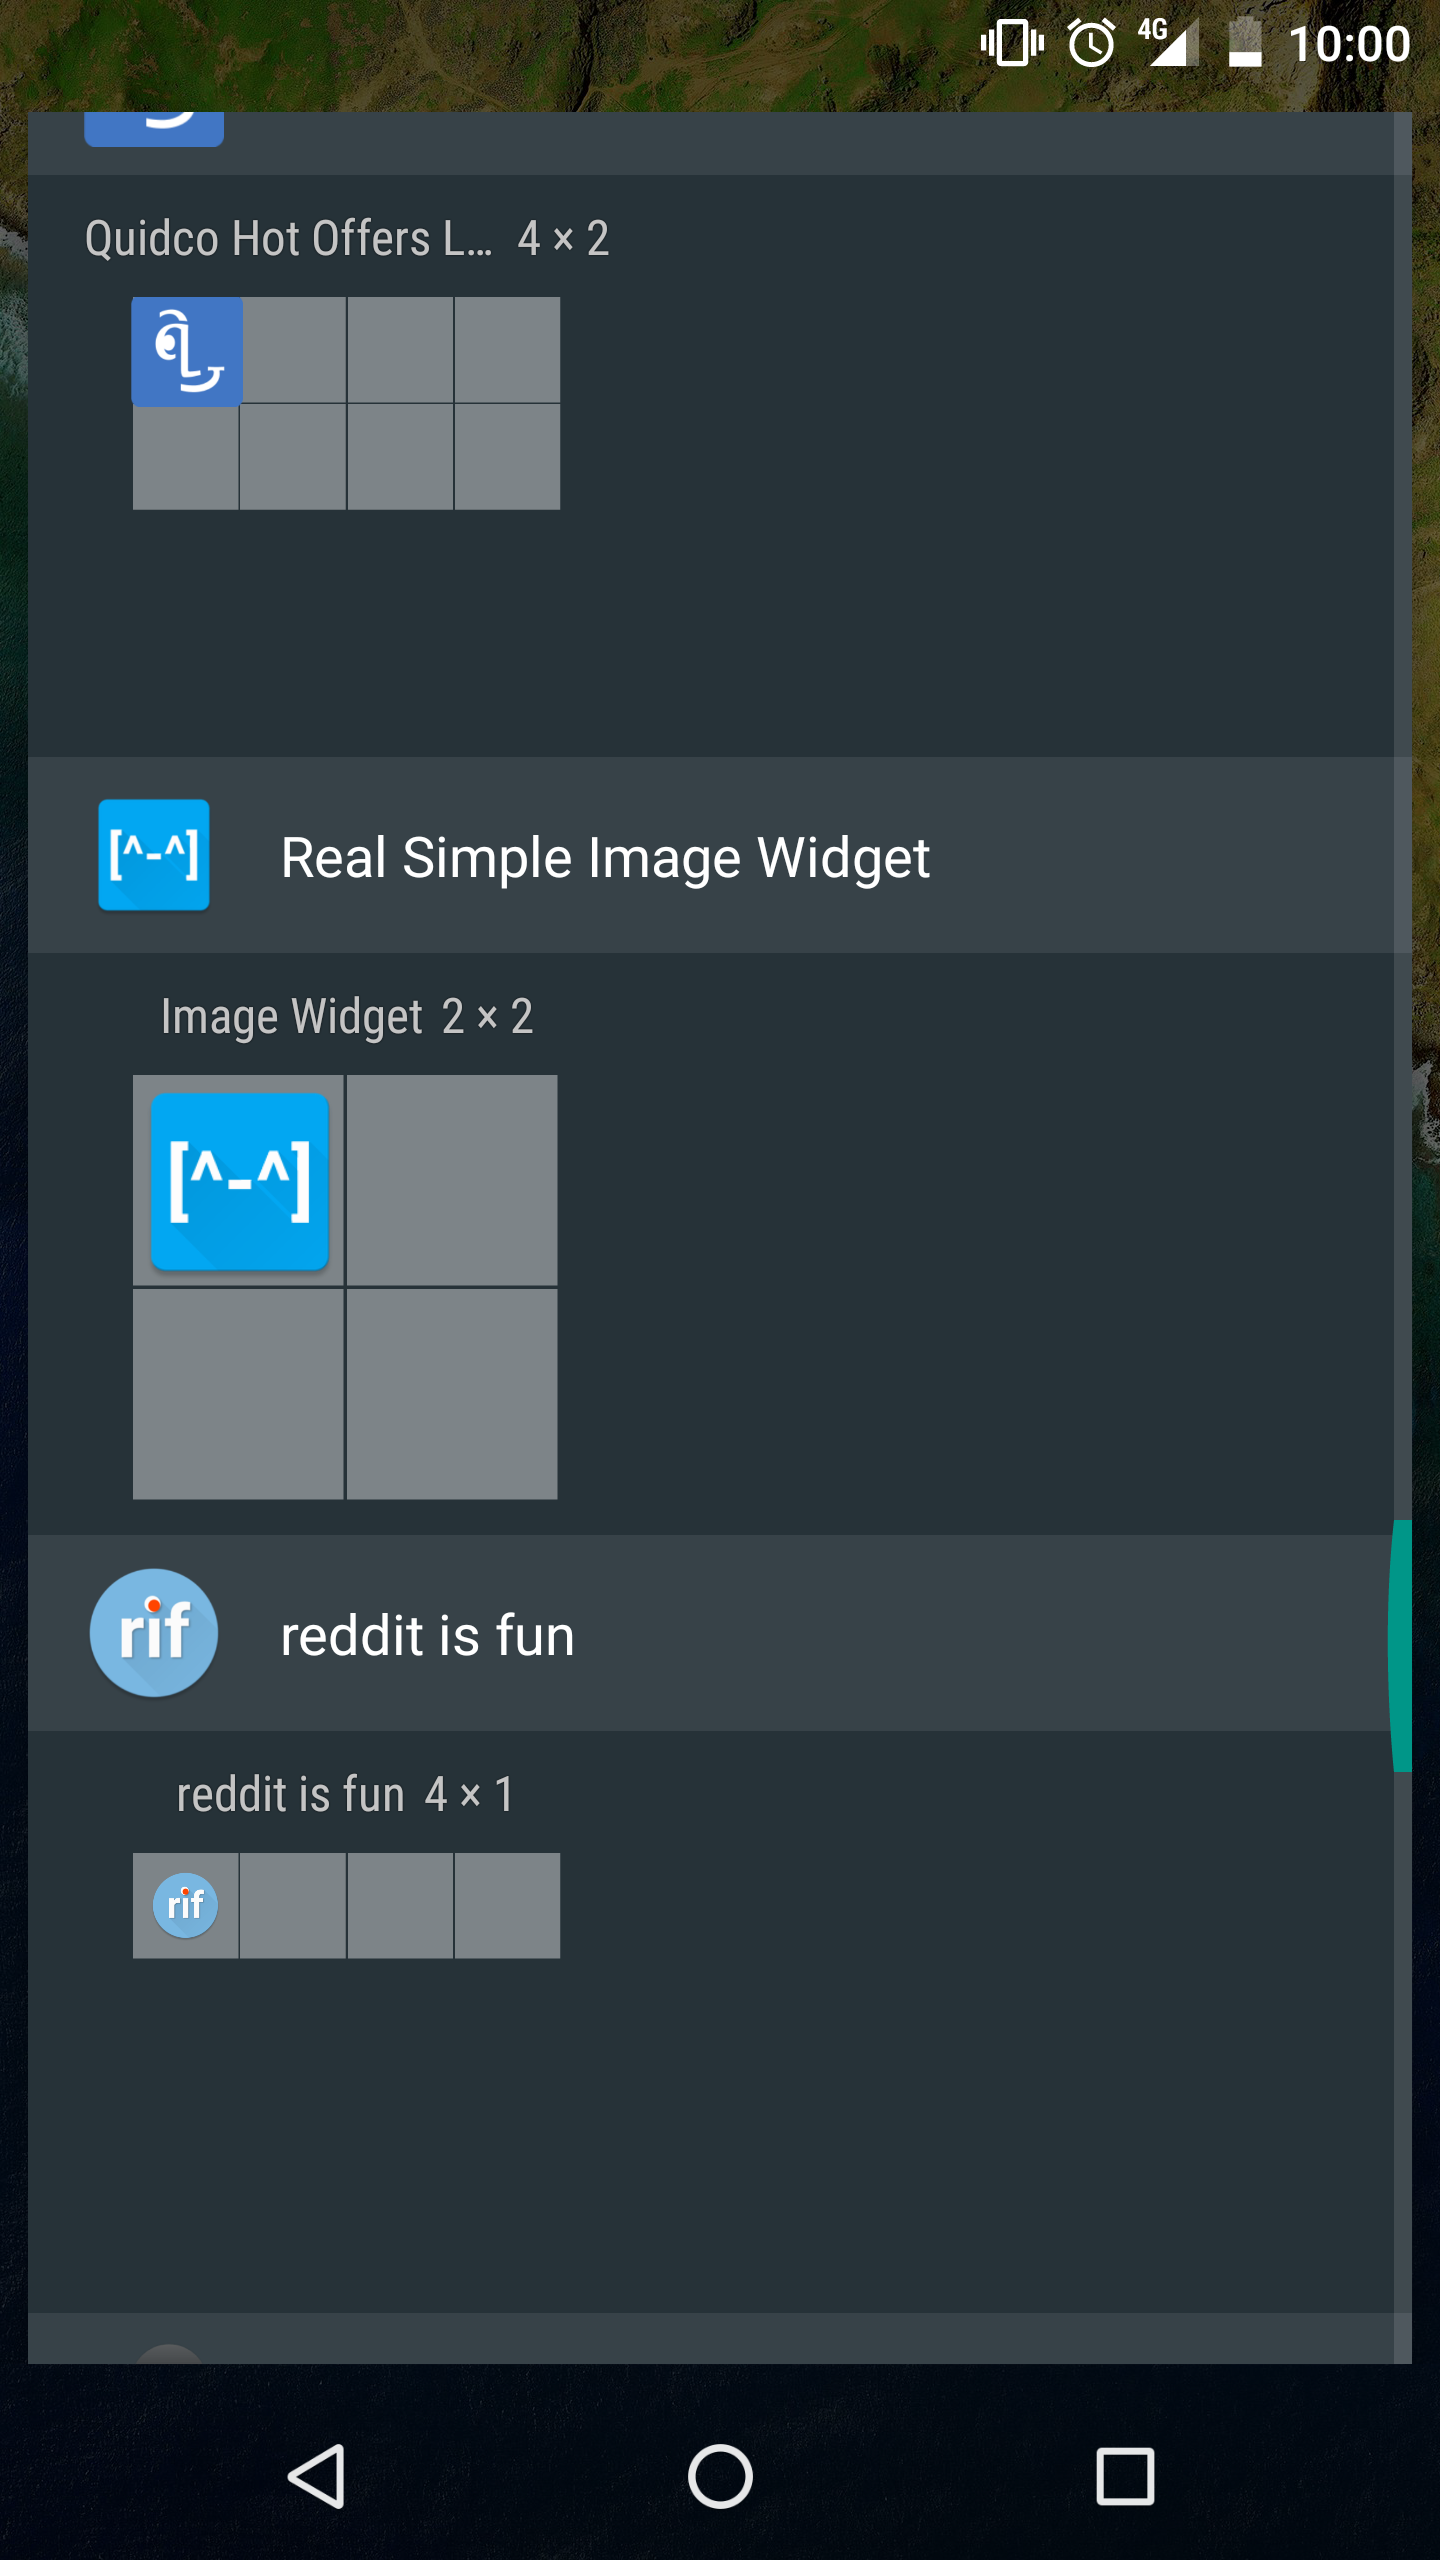 4G 10:00
Quidco Hot Offers L... 4 × 2
[^-^] Real Simple Image Widget
Image Widget 2 × 2
[^-^]
rif reddit is fun
reddit is fun 4 × 1
rif